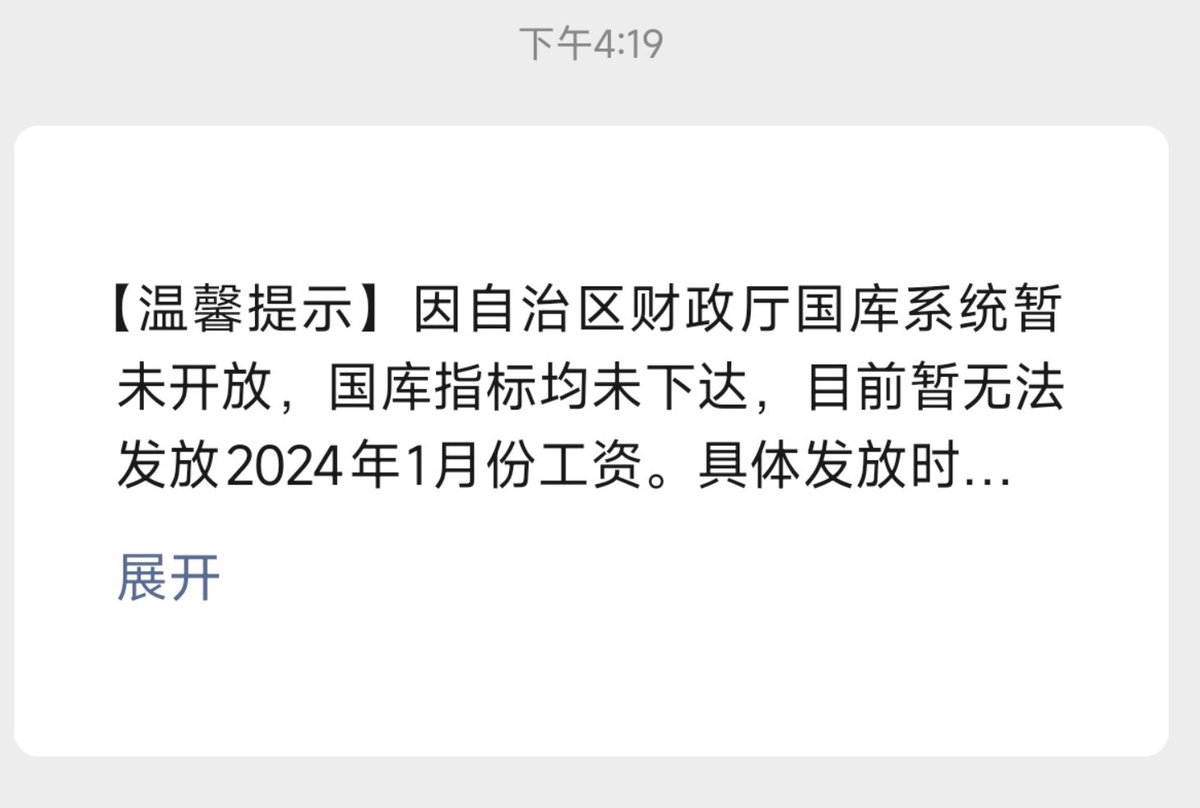 下午4:19
【温馨提示】因自治区财政厅国库系统暂
未开放，国库指标均未下达，目前暂无法
发放2024年1月份工资。具体发放时...
展开